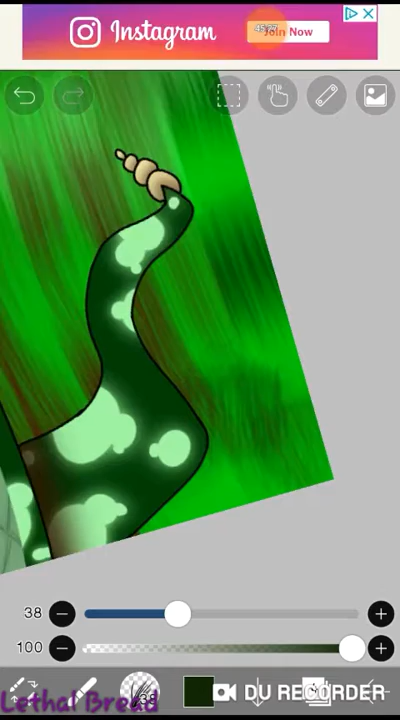 Instagram
Join Now
38
100
DU RECORDER
Lethal Bread